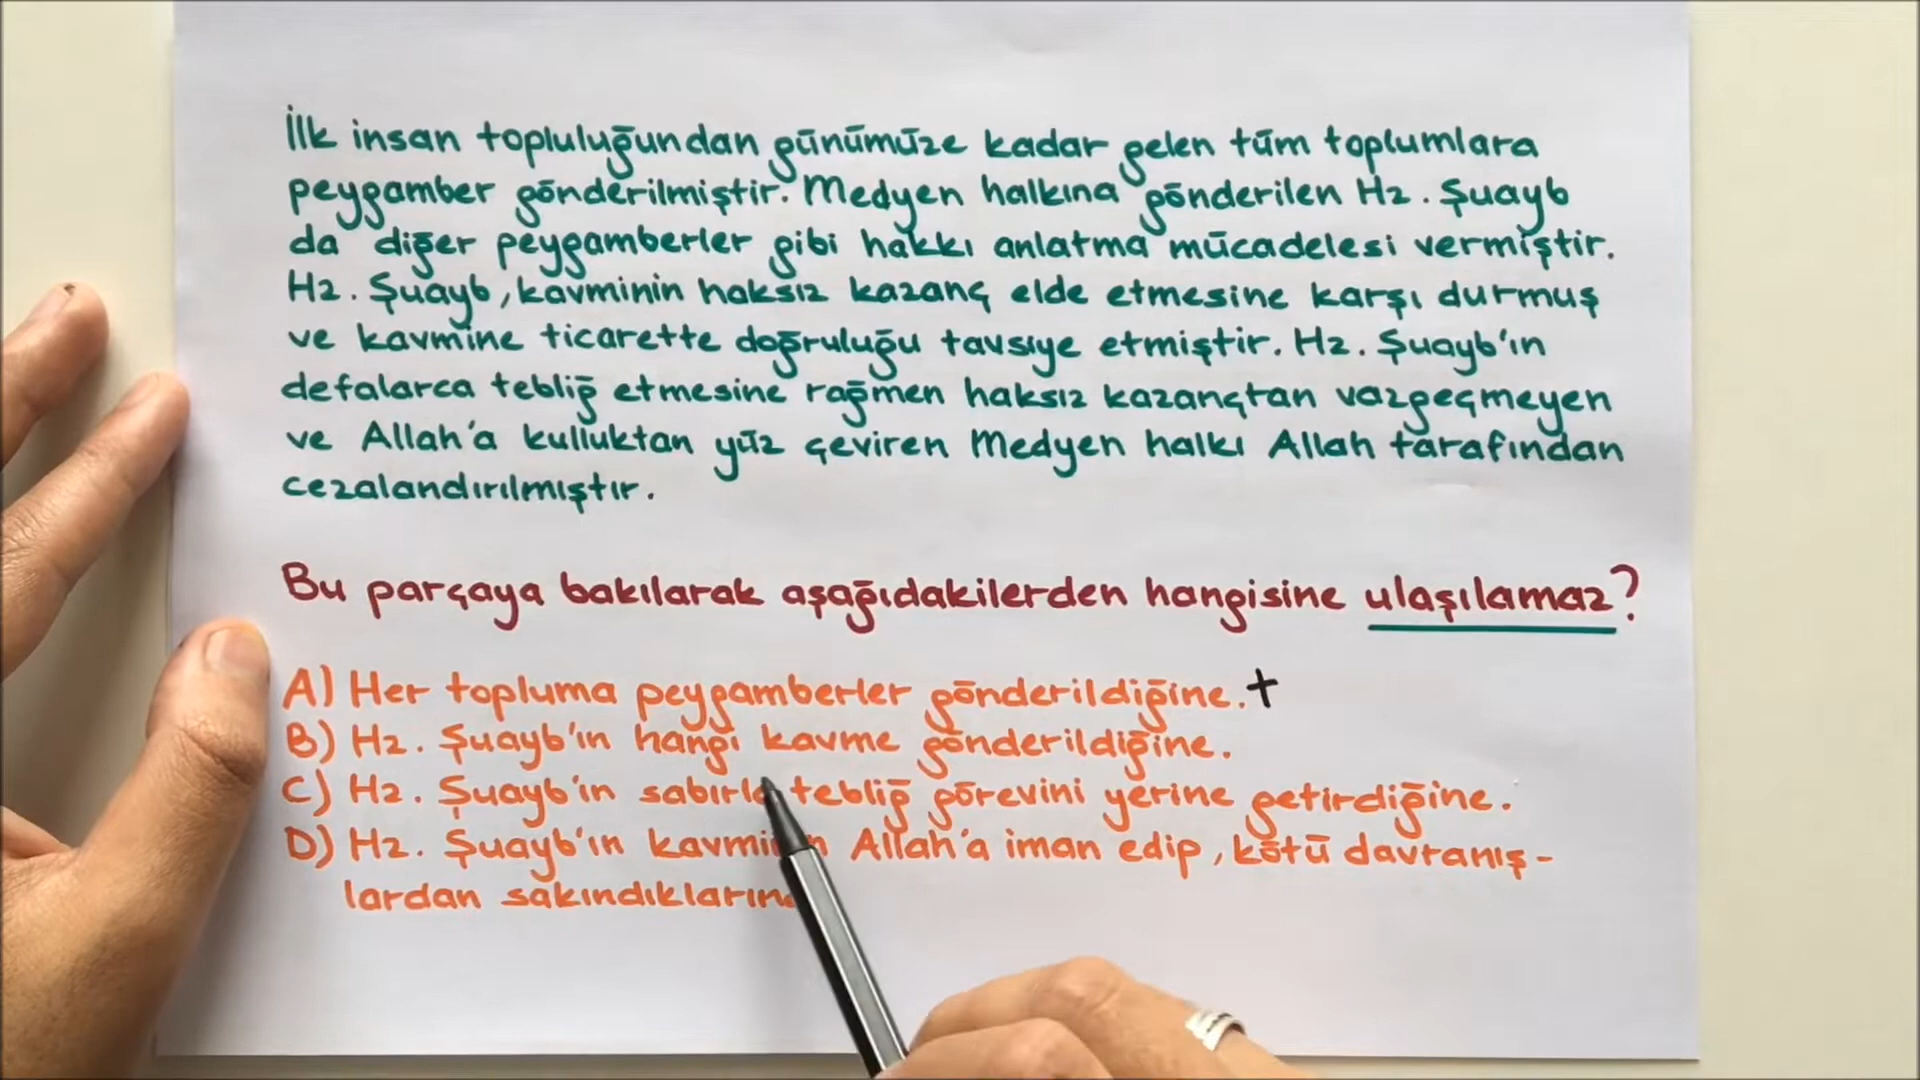 İlk insan topluluğundan günümüze kadar gelen tüm toplumlara
peygamber gönderilmiştir. Medyen halkına gönderilen Hz. Şuayb
da diğer peygamberler gibi hakkı anlatma mücadelesi vermiştir.
Hz. Şuayb, kavminin haksız kazanç elde etmesine karşı durmuş
ve kavmine ticarette doğruluğu tavsiye etmiştir. Hz. Şuayb'ın
defalarca tebliğ etmesine rağmen haksız kazançtan vazgeçmeyen
ve Allah'a kulluktan yüz çeviren Medyen halkı Allah tarafından
cezalandırılmıştır.
Bu parçaya bakılarak aşağıdakilerden hangisine ulaşılamaz?
A) Her topluma peygamberler gönderildiğine. +
B) Hz. Şuayb'ın hangi kavme gönderildiğine.
C) Hz. Şuayb'ın sabırla tebliğ görevini yerine getirdiğine.
D) Hz. Şuayb'ın Allah'a iman edip, kötü davranış-
lardan